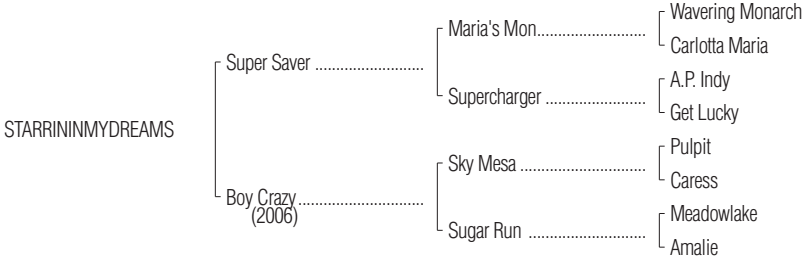 Wavering Monarch
Maria's Mon..........................
Carlotta Maria
Super Saver ..........................
A.P. Indy
Supercharger ........................
Get Lucky
STARRININMYDREAMS
Pulpit
Sky Mesa ..............................
Caress
Boy Crazy..............................
(2006)
Meadowlake
Sugar Run ............................
Amalie